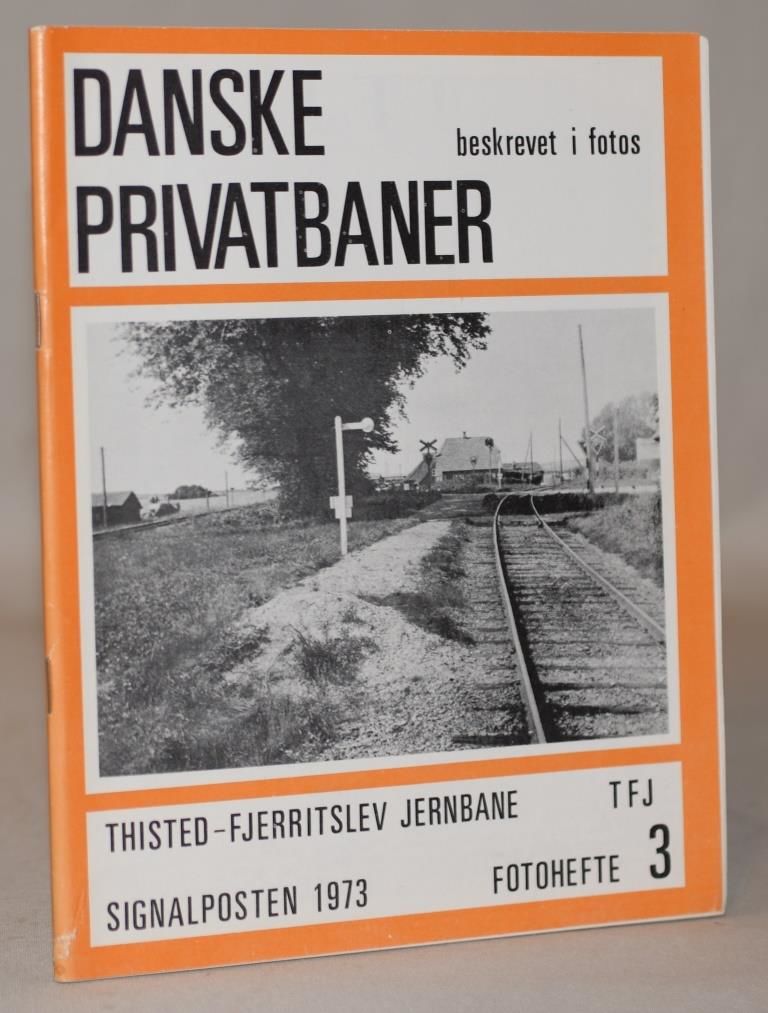 DANSKE
beskrevet i fotos
PRIVATBANER
THISTED-FJERRITSLEV JERNBANE TFJ
SIGNALPOSTEN 1973 FOTOHEFTE 3